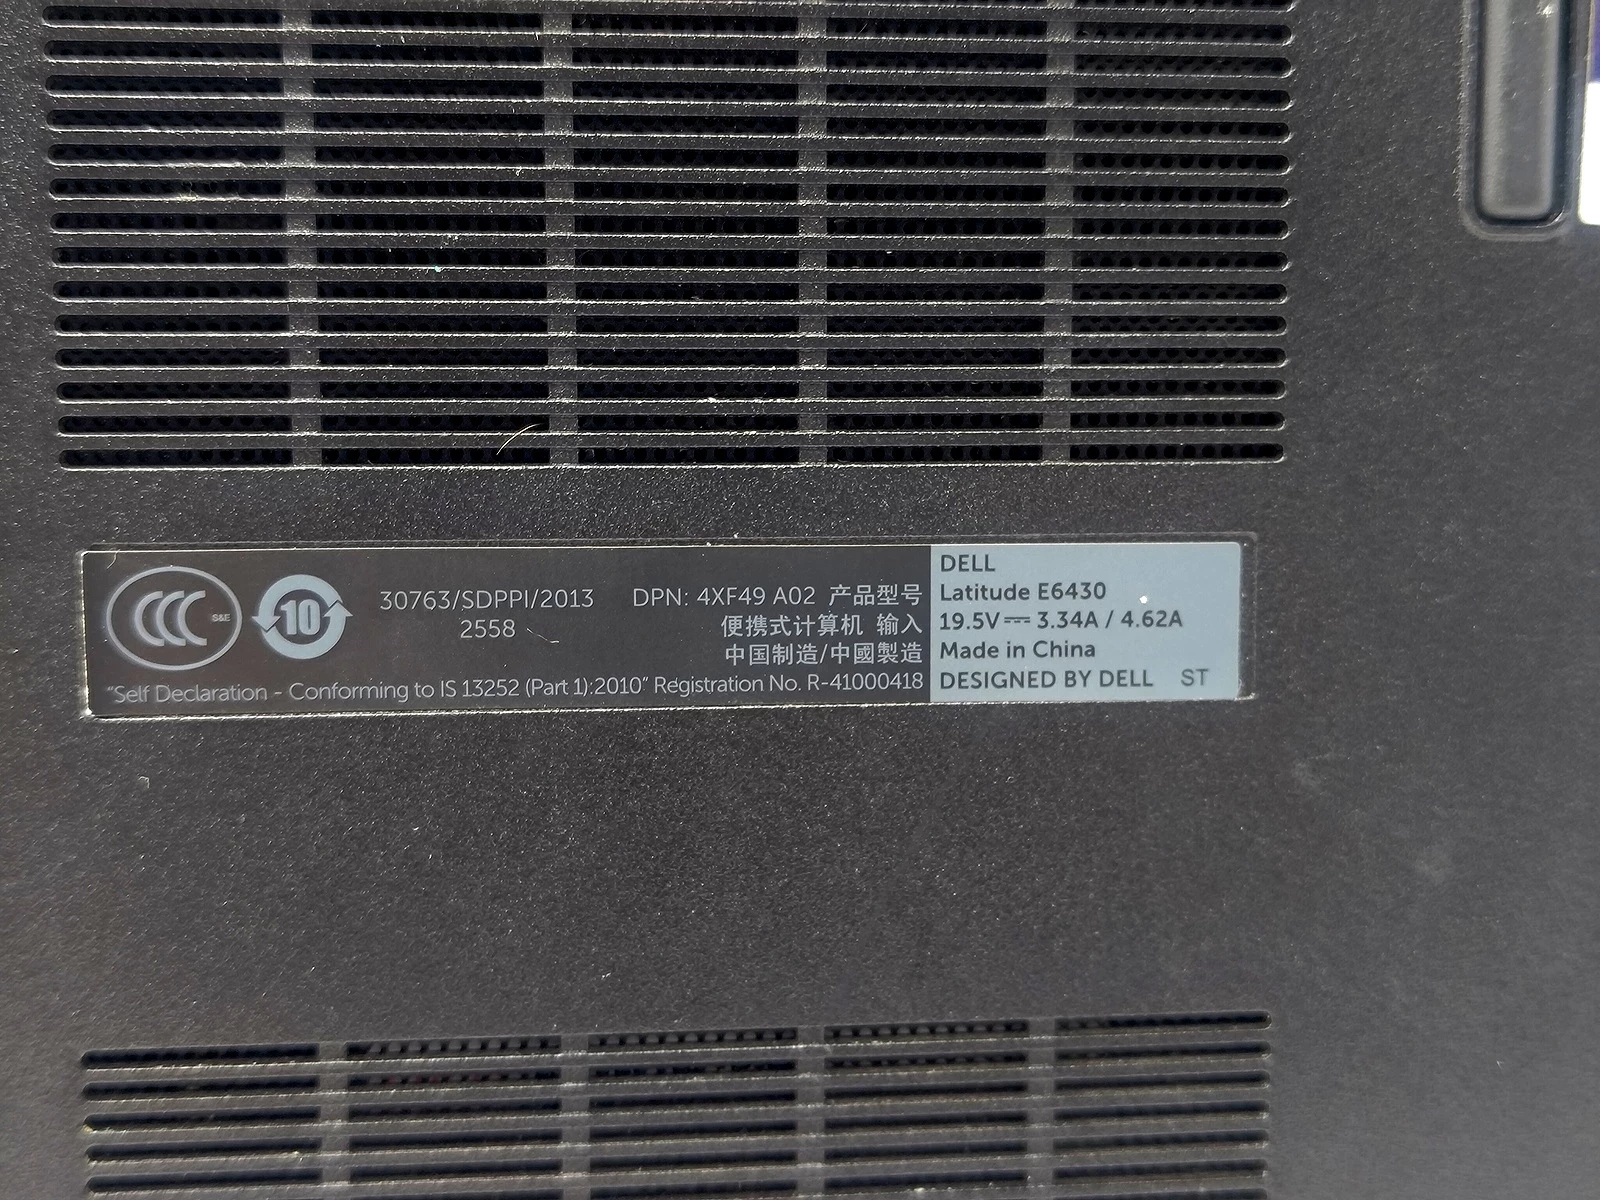 CCC S&E
10
30763/SDPPI/2013
2558
DPN: 4XF49 A02 产品型号
便携式计算机 输入
中国制造/中國製造
"Self Declaration - Conforming to IS 13252 (Part 1):2010" Registration No. R-41000418
DELL
Latitude E6430
19.5V⎓3.34A / 4.62A
Made in China
DESIGNED BY DELL ST